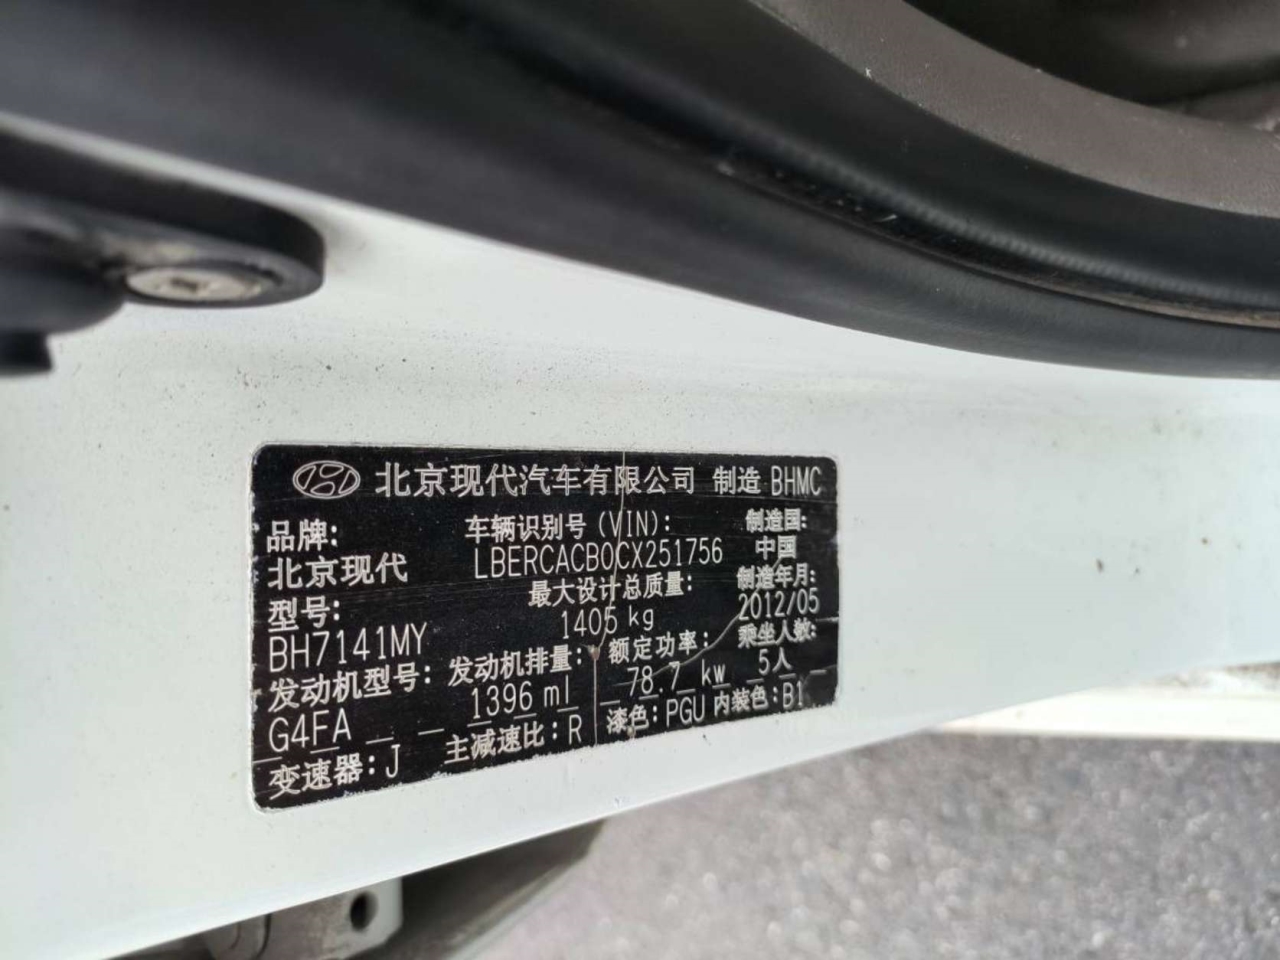 北京现代汽车有限公司 制造 BHMC
品牌: 车辆识别号(VIN): 制造国:
北京现代 LBERCACB0CX251756 中国
型号: 最大设计总质量: 制造年月:
BH7141MY 1405 kg 2012/05
发动机型号: 发动机排量: 额定功率: 乘坐人数:
G4FA 1396 ml 78.7 kw 5人
变速器:J 主减速比:R 漆色:PGU 内装色:B1